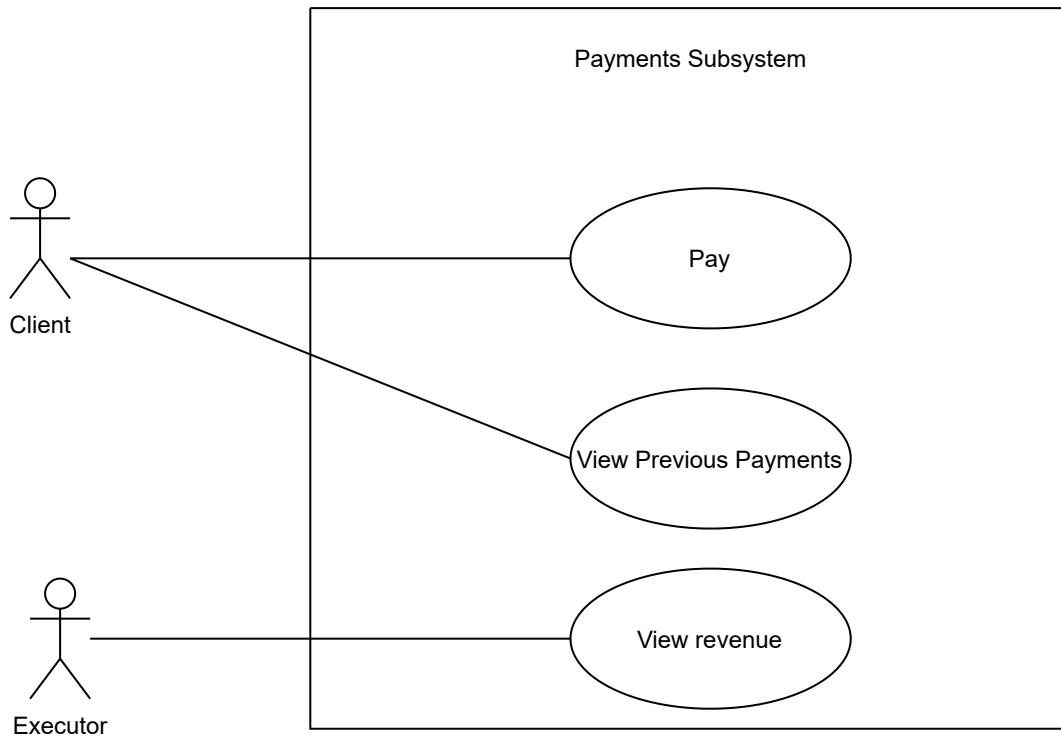 Payments Subsystem
Pay
Client
View Previous Payments
View revenue
Executor